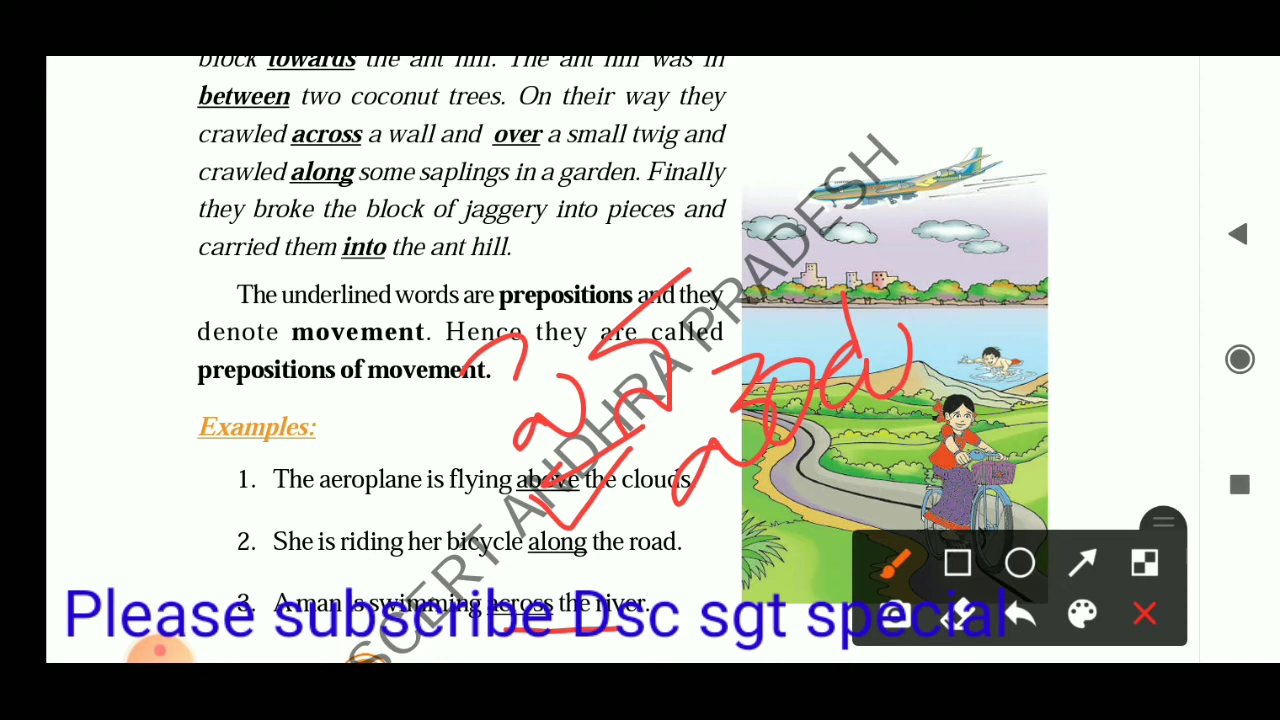 block towards the ant hill. The ant hill was in
between two coconut trees. On their way they
crawled across a wall and over a small twig and
crawled along some saplings in a garden. Finally
they broke the block of jaggery into pieces and
carried them into the ant hill.
The underlined words are prepositions and they
denote movement. Hence they are called
prepositions of movement.
Examples:
1. The aeroplane is flying above the clouds.
2. She is riding her bicycle along the road.
3. A man is swimming across the river.
SCERT ANDHRA PRADESH
Please subscribe Dsc sgt special